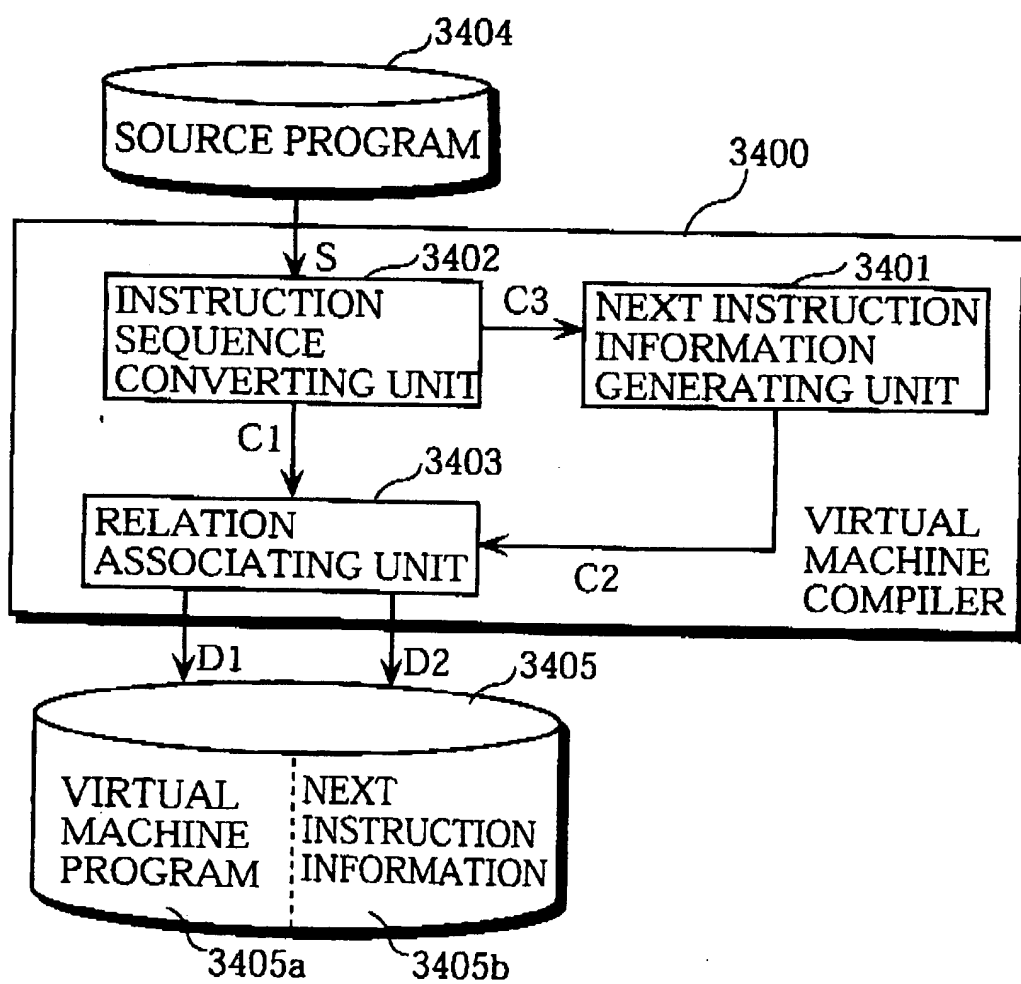 3404
SOURCE PROGRAM
3400
S
3402
INSTRUCTION
SEQUENCE
CONVERTING UNIT
C3
3401
NEXT INSTRUCTION
INFORMATION
GENERATING UNIT
C1
3403
RELATION
ASSOCIATING UNIT
C2
VIRTUAL
MACHINE
COMPILER
D1
D2
3405
VIRTUAL
MACHINE
PROGRAM
NEXT
INSTRUCTION
INFORMATION
3405a
3405b